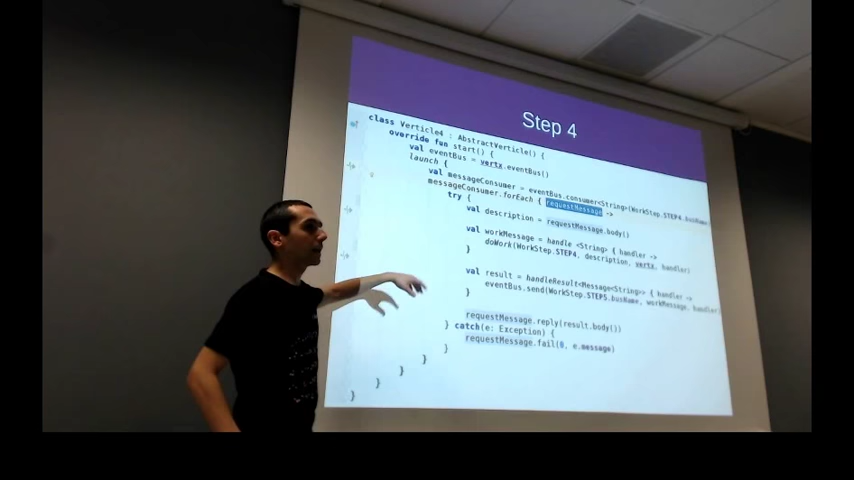 Step 4
class Verticle4 : AbstractVerticle() {
override fun start() {
val eventBus = vertx.eventBus()
launch {
val messageConsumer = eventBus.consumer<String>(WorkStep.STEP4.busName)
messageConsumer.forEach { requestMessage ->
try {
val description = requestMessage.body()
val workMessage = handle <String> { handler ->
doWork(WorkStep.STEP4, description, vertx, handler)
}
val result = handleResult<Message<String>> { handler ->
eventBus.send(WorkStep.STEP5.busName, workMessage, handler)
}
requestMessage.reply(result.body())
} catch(e: Exception) {
requestMessage.fail(0, e.message)
}
}
}
}
}